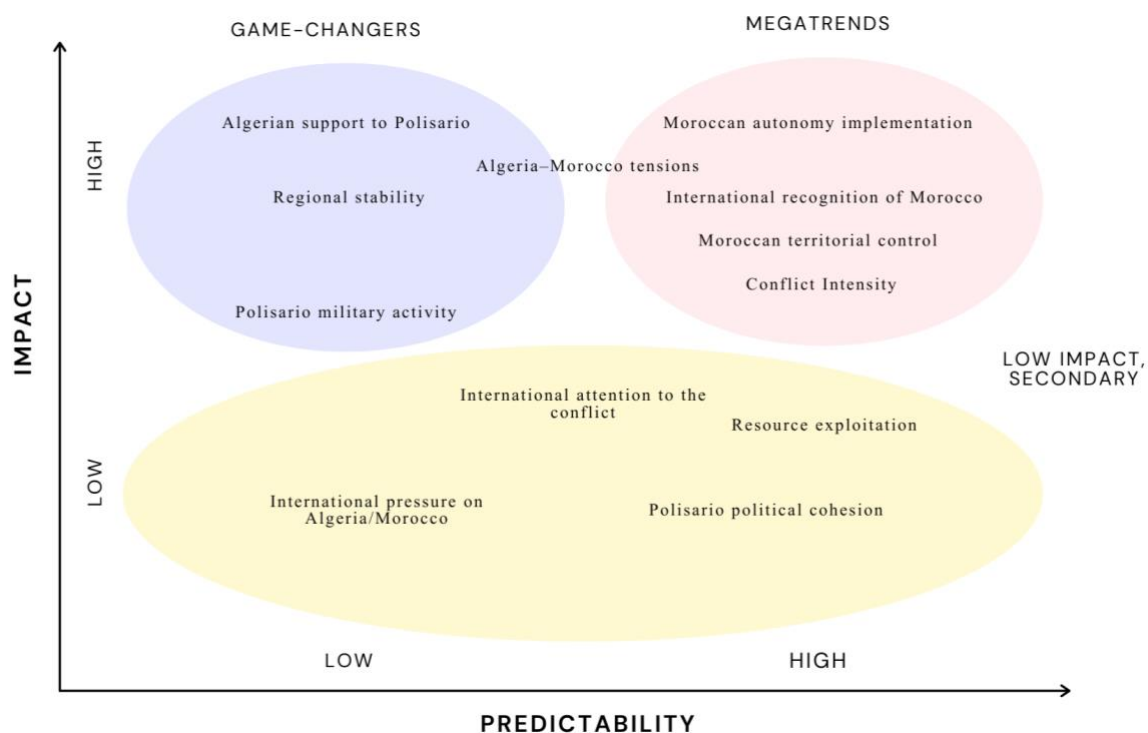 GAME-CHANGERS
MEGATRENDS
HIGH
Algerian support to Polisario
Moroccan autonomy implementation
Algeria–Morocco tensions
Regional stability
International recognition of Morocco
Moroccan territorial control
Conflict Intensity
Polisario military activity
IMPACT
LOW IMPACT,
SECONDARY
International attention to the
conflict
Resource exploitation
LOW
International pressure on
Algeria/Morocco
Polisario political cohesion
LOW
HIGH
PREDICTABILITY